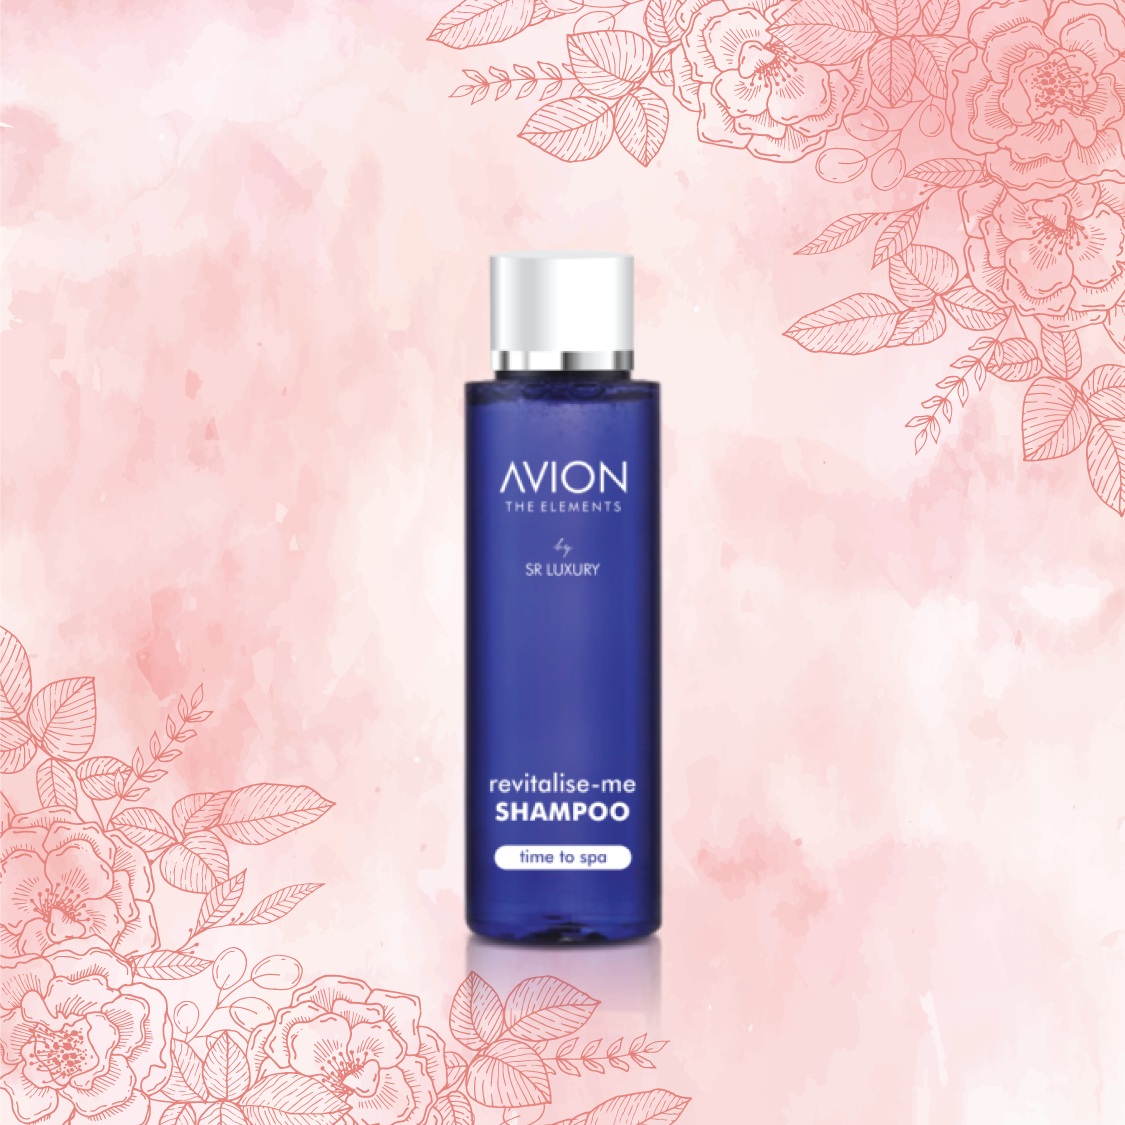 AVION
THE ELEMENTS
by
SR LUXURY
revitalise-me
SHAMPOO
time to spa